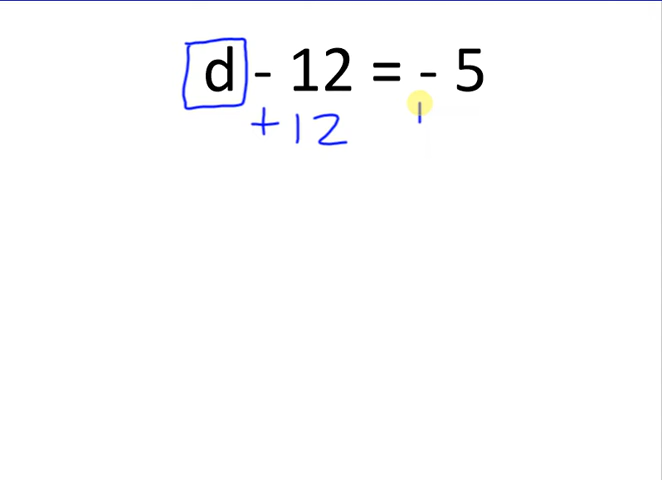 d - 12 = - 5
+12